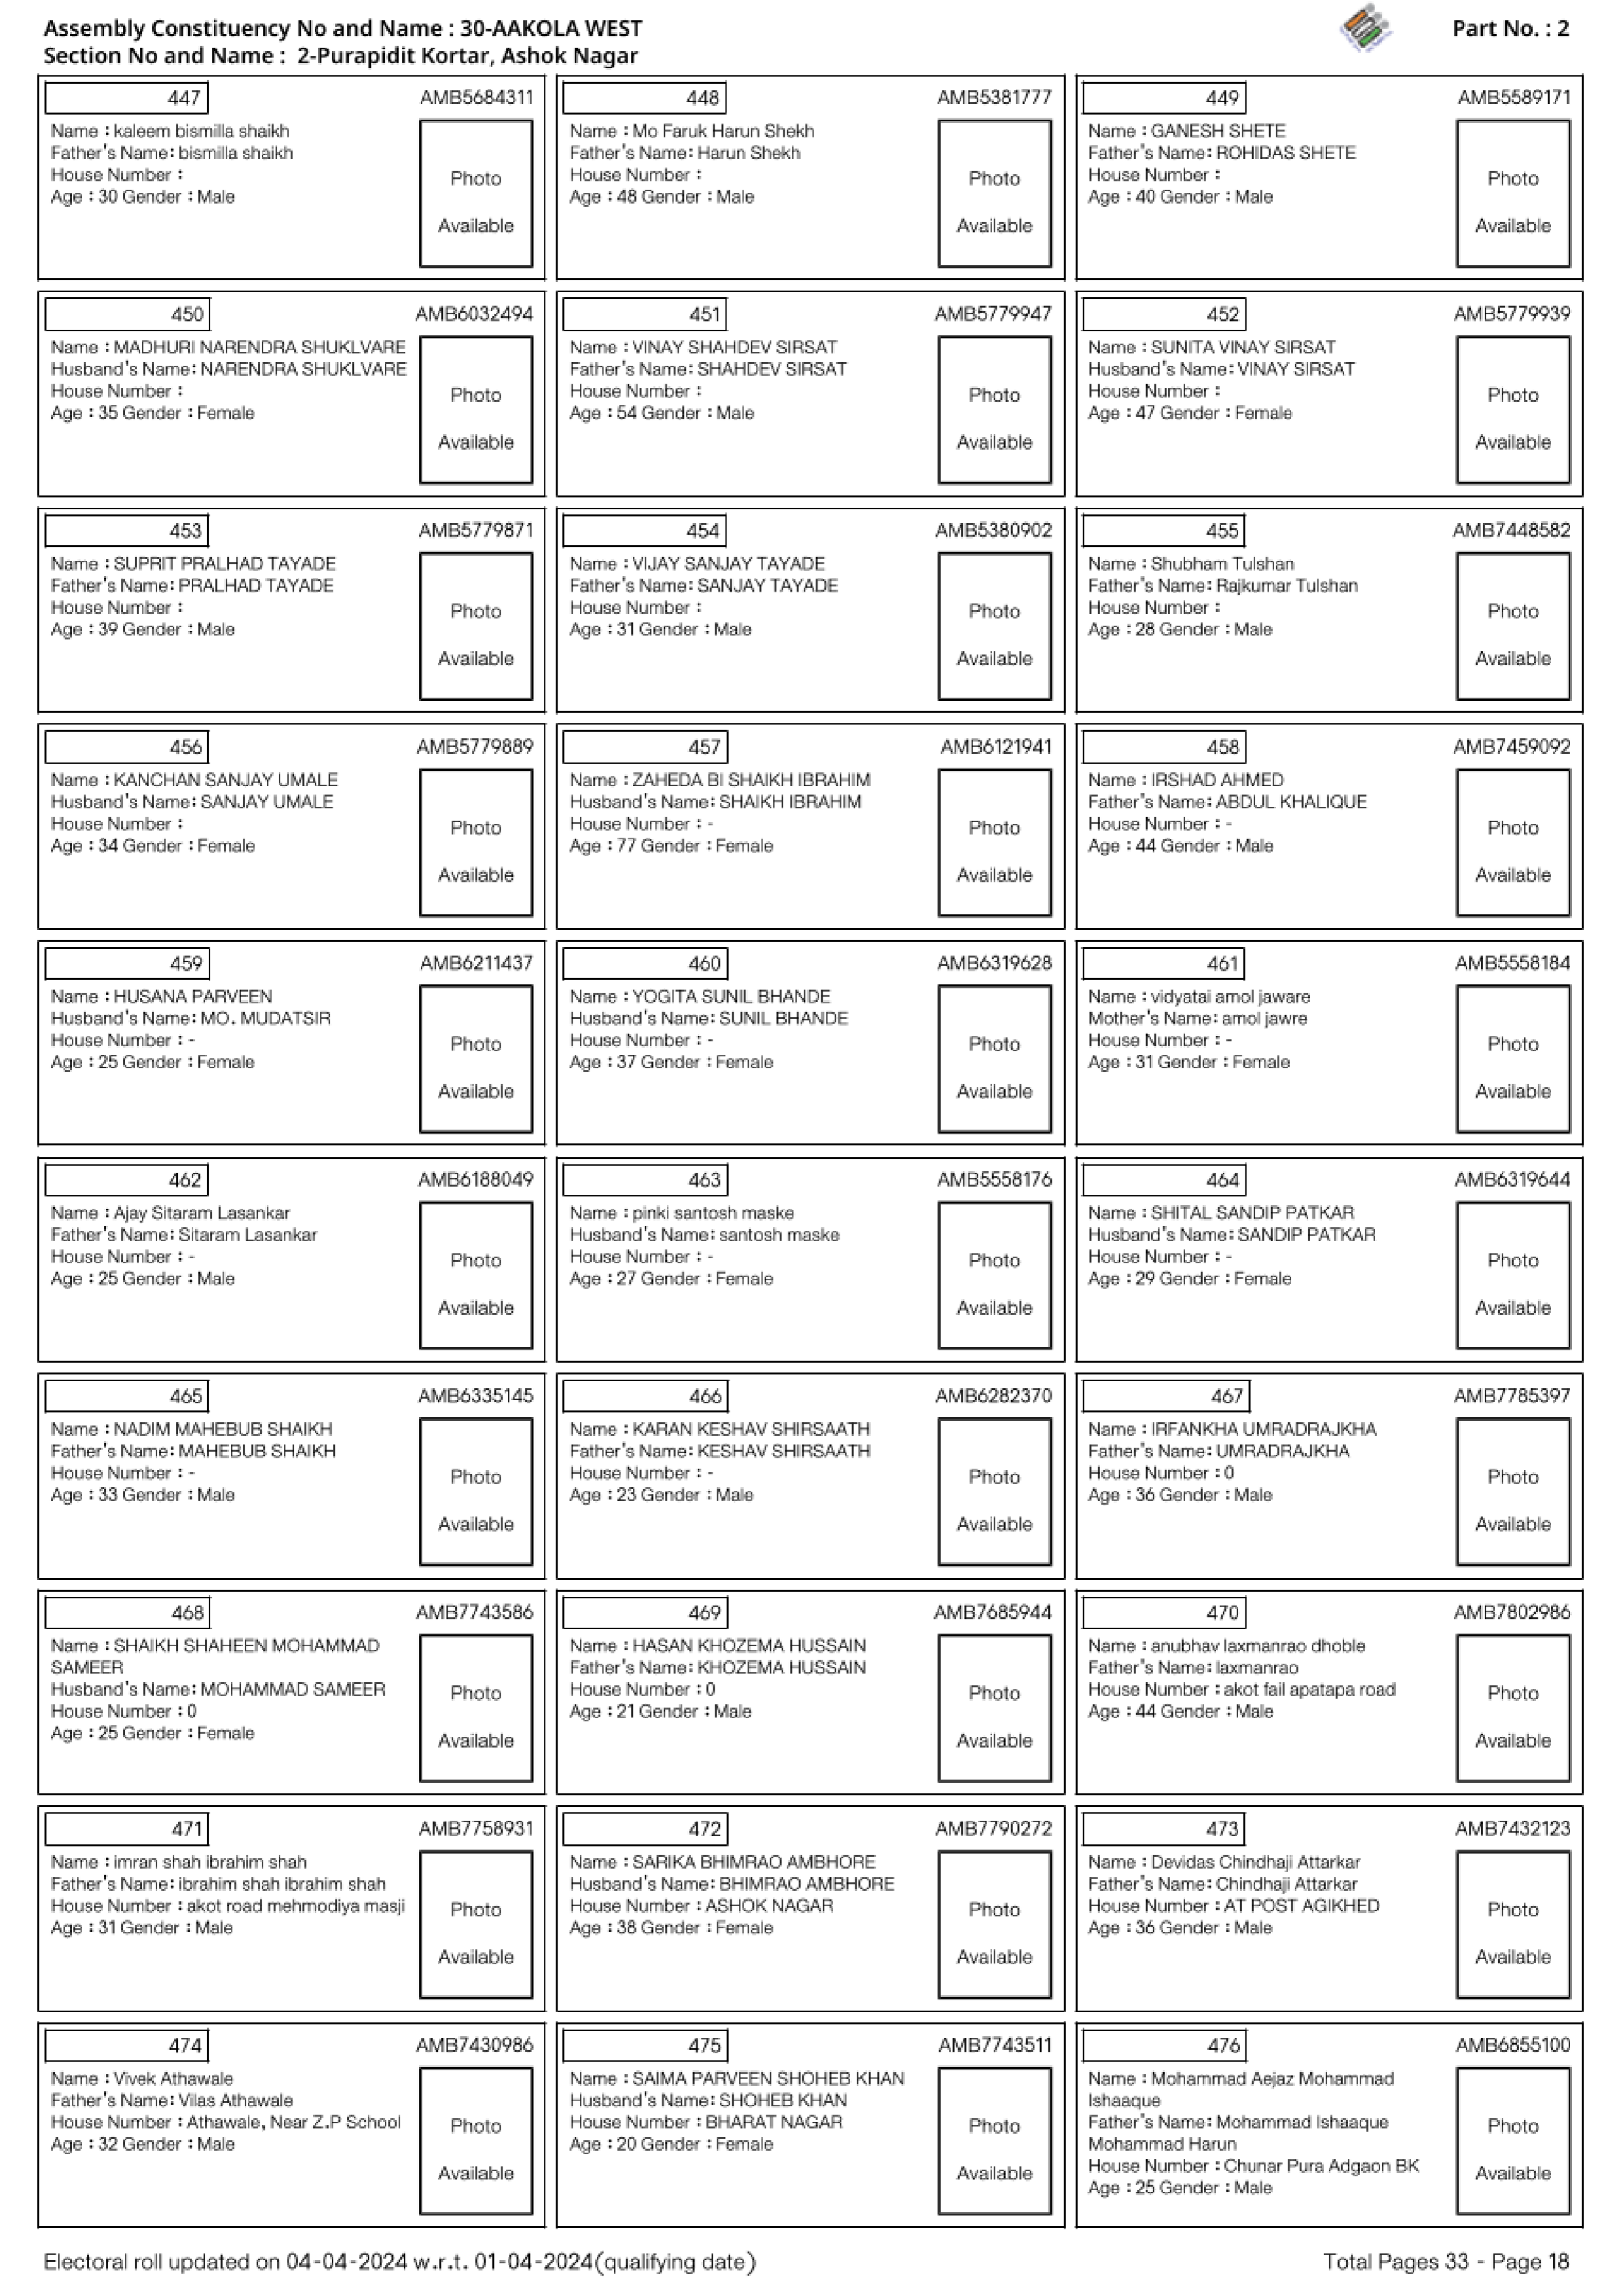 Assembly Constituency No and Name : 30-AAKOLA WEST
Part No. : 2
Section No and Name : 2-Purapidit Kortar, Ashok Nagar
447
AMB5684311
Name : kaleem bismilla shaikh
Father's Name: bismilla shaikh
House Number :
Age : 30 Gender : Male
Photo
Available
448
AMB5381777
Name : Mo Faruk Harun Shekh
Father's Name: Harun Shekh
House Number :
Age : 48 Gender : Male
Photo
Available
449
AMB5589171
Name : GANESH SHETE
Father's Name: ROHIDAS SHETE
House Number :
Age : 40 Gender : Male
Photo
Available
450
AMB6032494
Name : MADHURI NARENDRA SHUKLVARE
Husband's Name: NARENDRA SHUKLVARE
House Number :
Age : 35 Gender : Female
Photo
Available
451
AMB5779947
Name : VINAY SHAHDEV SIRSAT
Father's Name: SHAHDEV SIRSAT
House Number :
Age : 54 Gender : Male
Photo
Available
452
AMB5779939
Name : SUNITA VINAY SIRSAT
Husband's Name: VINAY SIRSAT
House Number :
Age : 47 Gender : Female
Photo
Available
453
AMB5779871
Name : SUPRIT PRALHAD TAYADE
Father's Name: PRALHAD TAYADE
House Number :
Age : 39 Gender : Male
Photo
Available
454
AMB5380902
Name : VIJAY SANJAY TAYADE
Father's Name: SANJAY TAYADE
House Number :
Age : 31 Gender : Male
Photo
Available
455
AMB7448582
Name : Shubham Tulshan
Father's Name: Rajkumar Tulshan
House Number :
Age : 28 Gender : Male
Photo
Available
456
AMB5779889
Name : KANCHAN SANJAY UMALE
Husband's Name: SANJAY UMALE
House Number :
Age : 34 Gender : Female
Photo
Available
457
AMB6121941
Name : ZAHEDA BI SHAIKH IBRAHIM
Husband's Name: SHAIKH IBRAHIM
House Number : -
Age : 77 Gender : Female
Photo
Available
458
AMB7459092
Name : IRSHAD AHMED
Father's Name: ABDUL KHALIQUE
House Number : -
Age : 44 Gender : Male
Photo
Available
459
AMB6211437
Name : HUSANA PARVEEN
Husband's Name: MO. MUDATSIR
House Number : -
Age : 25 Gender : Female
Photo
Available
460
AMB6319628
Name : YOGITA SUNIL BHANDE
Husband's Name: SUNIL BHANDE
House Number : -
Age : 37 Gender : Female
Photo
Available
461
AMB5558184
Name : vidyatai amol jaware
Mother's Name: amol jawre
House Number : -
Age : 31 Gender : Female
Photo
Available
462
AMB6188049
Name : Ajay Sitaram Lasankar
Father's Name: Sitaram Lasankar
House Number : -
Age : 25 Gender : Male
Photo
Available
463
AMB5558176
Name : pinki santosh maske
Husband's Name: santosh maske
House Number : -
Age : 27 Gender : Female
Photo
Available
464
AMB6319644
Name : SHITAL SANDIP PATKAR
Husband's Name: SANDIP PATKAR
House Number : -
Age : 29 Gender : Female
Photo
Available
465
AMB6335145
Name : NADIM MAHEBUB SHAIKH
Father's Name: MAHEBUB SHAIKH
House Number : -
Age : 33 Gender : Male
Photo
Available
466
AMB6282370
Name : KARAN KESHAV SHIRSAATH
Father's Name: KESHAV SHIRSAATH
House Number : -
Age : 23 Gender : Male
Photo
Available
467
AMB7785397
Name : IRFANKHA UMRADRAJKHA
Father's Name: UMRADRAJKHA
House Number : 0
Age : 36 Gender : Male
Photo
Available
468
AMB7743586
Name : SHAIKH SHAHEEN MOHAMMAD
SAMEER
Husband's Name: MOHAMMAD SAMEER
House Number : 0
Age : 25 Gender : Female
Photo
Available
469
AMB7685944
Name : HASAN KHOZEMA HUSSAIN
Father's Name: KHOZEMA HUSSAIN
House Number : 0
Age : 21 Gender : Male
Photo
Available
470
AMB7802986
Name : anubhav laxmanrao dhoble
Father's Name: laxmanrao
House Number : akot fail apatapa road
Age : 44 Gender : Male
Photo
Available
471
AMB7758931
Name : imran shah ibrahim shah
Father's Name: ibrahim shah ibrahim shah
House Number : akot road mehmodiya masji
Age : 31 Gender : Male
Photo
Available
472
AMB7790272
Name : SARIKA BHIMRAO AMBHORE
Husband's Name: BHIMRAO AMBHORE
House Number : ASHOK NAGAR
Age : 38 Gender : Female
Photo
Available
473
AMB7432123
Name : Devidas Chindhaji Attarkar
Father's Name: Chindhaji Attarkar
House Number : AT POST AGIKHED
Age : 36 Gender : Male
Photo
Available
474
AMB7430986
Name : Vivek Athawale
Father's Name: Vilas Athawale
House Number : Athawale, Near Z.P School
Age : 32 Gender : Male
Photo
Available
475
AMB7743511
Name : SAIMA PARVEEN SHOHEB KHAN
Husband's Name: SHOHEB KHAN
House Number : BHARAT NAGAR
Age : 20 Gender : Female
Photo
Available
476
AMB6855100
Name : Mohammad Aejaz Mohammad
Ishaaque
Father's Name: Mohammad Ishaaque
Mohammad Harun
House Number : Chunar Pura Adgaon BK
Age : 25 Gender : Male
Photo
Available
Electoral roll updated on 04-04-2024 w.r.t. 01-04-2024(qualifying date)
Total Pages 33 - Page 18